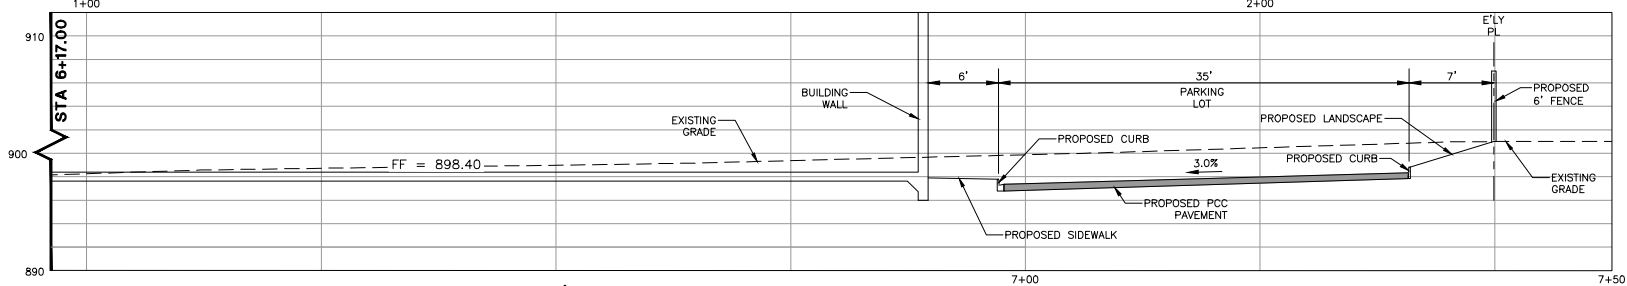 1+00
2+00
STA 6+17.00
910
900
890
E'LY
PL
6'
35'
PARKING
LOT
7'
BUILDING
WALL
PROPOSED
6' FENCE
EXISTING
GRADE
PROPOSED LANDSCAPE
PROPOSED CURB
FF = 898.40
3.0%
PROPOSED CURB
EXISTING
GRADE
PROPOSED PCC
PAVEMENT
PROPOSED SIDEWALK
7+00
7+50